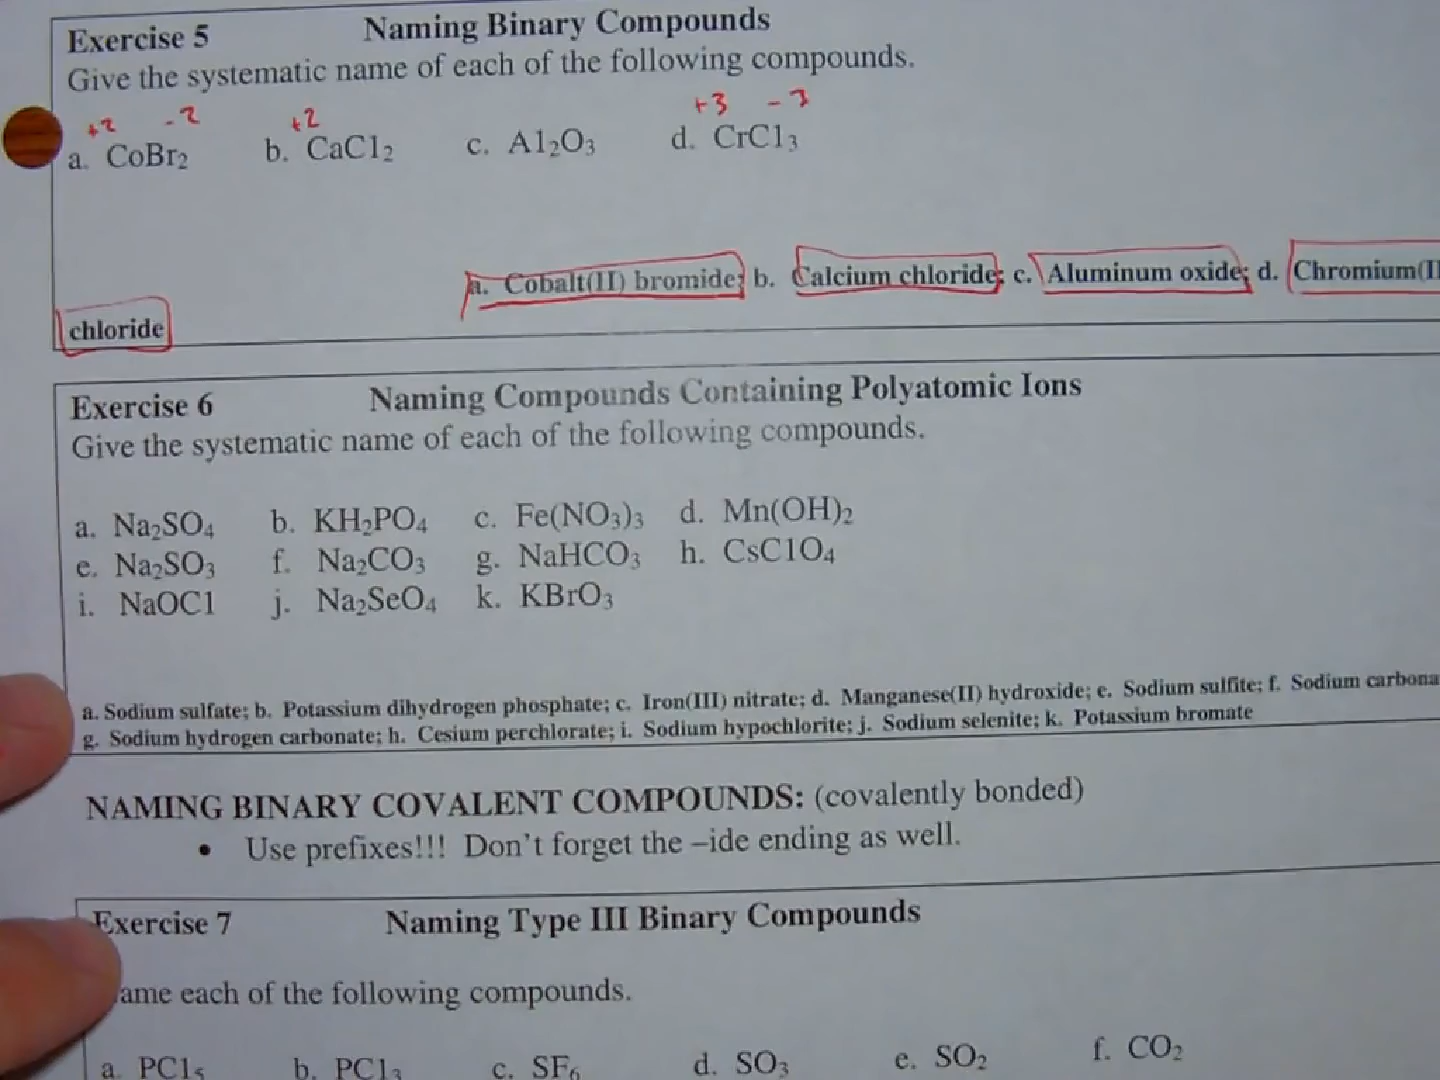 Exercise 5 Naming Binary Compounds
Give the systematic name of each of the following compounds.
+2 -2 +2 +3 -3
a. CoBr₂ b. CaCl₂ c. Al₂O₃ d. CrCl₃
a. Cobalt(II) bromide; b. Calcium chloride; c. Aluminum oxide; d. Chromium(II
chloride
Exercise 6 Naming Compounds Containing Polyatomic Ions
Give the systematic name of each of the following compounds.
a. Na₂SO₄ b. KH₂PO₄ c. Fe(NO₃)₃ d. Mn(OH)₂
e. Na₂SO₃ f. Na₂CO₃ g. NaHCO₃ h. CsClO₄
i. NaOCl j. Na₂SeO₄ k. KBrO₃
a. Sodium sulfate; b. Potassium dihydrogen phosphate; c. Iron(III) nitrate; d. Manganese(II) hydroxide; e. Sodium sulfite; f. Sodium carbona
g. Sodium hydrogen carbonate; h. Cesium perchlorate; i. Sodium hypochlorite; j. Sodium selenite; k. Potassium bromate
NAMING BINARY COVALENT COMPOUNDS: (covalently bonded)
• Use prefixes!!! Don't forget the –ide ending as well.
Exercise 7 Naming Type III Binary Compounds
ame each of the following compounds.
a. PCl₅ b. PCl₃ c. SF₆ d. SO₃ e. SO₂ f. CO₂